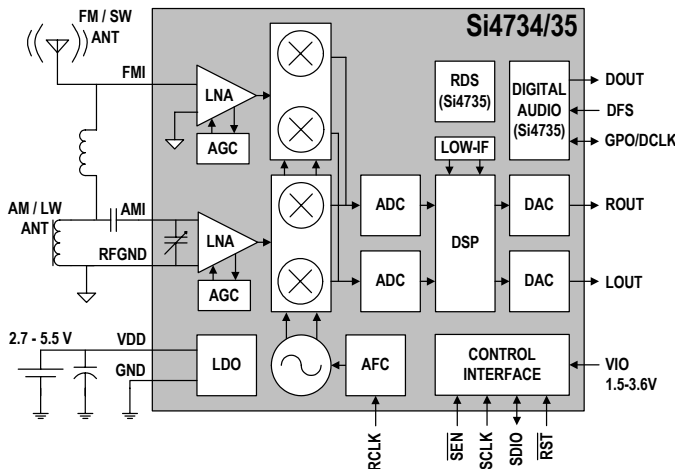 FM / SW
ANT
Si4734/35
FMI
LNA
AGC
RDS
(Si4735)
DIGITAL
AUDIO
(Si4735)
DOUT
DFS
GPO/DCLK
LOW-IF
AM / LW
ANT
AMI
RFGND
LNA
AGC
ADC
ADC
DSP
DAC
DAC
ROUT
LOUT
2.7 - 5.5 V
VDD
GND
LDO
AFC
CONTROL
INTERFACE
VIO
1.5-3.6V
RCLK
SEN
SCLK
SDIO
RST